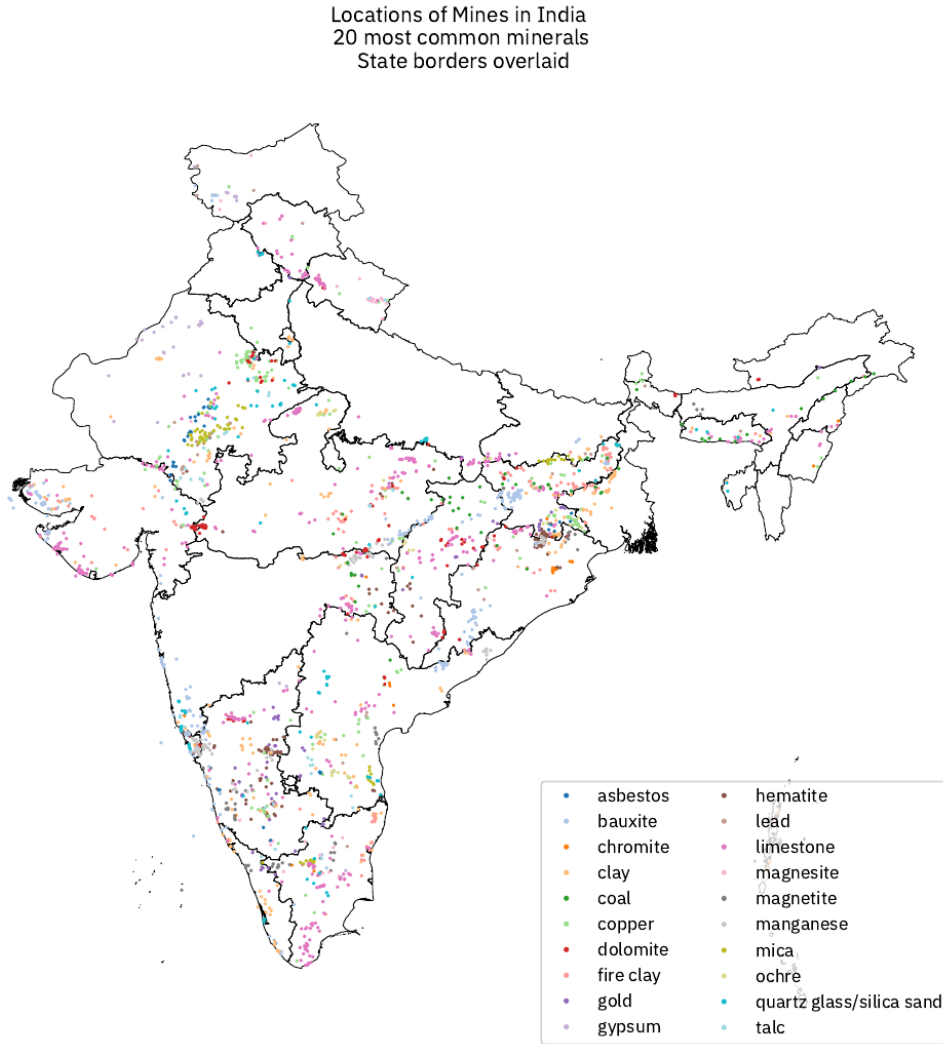 Locations of Mines in India
20 most common minerals
State borders overlaid
asbestos
bauxite
chromite
clay
coal
copper
dolomite
fire clay
gold
gypsum
hematite
lead
limestone
magnesite
magnetite
manganese
mica
ochre
quartz glass/silica sand
talc